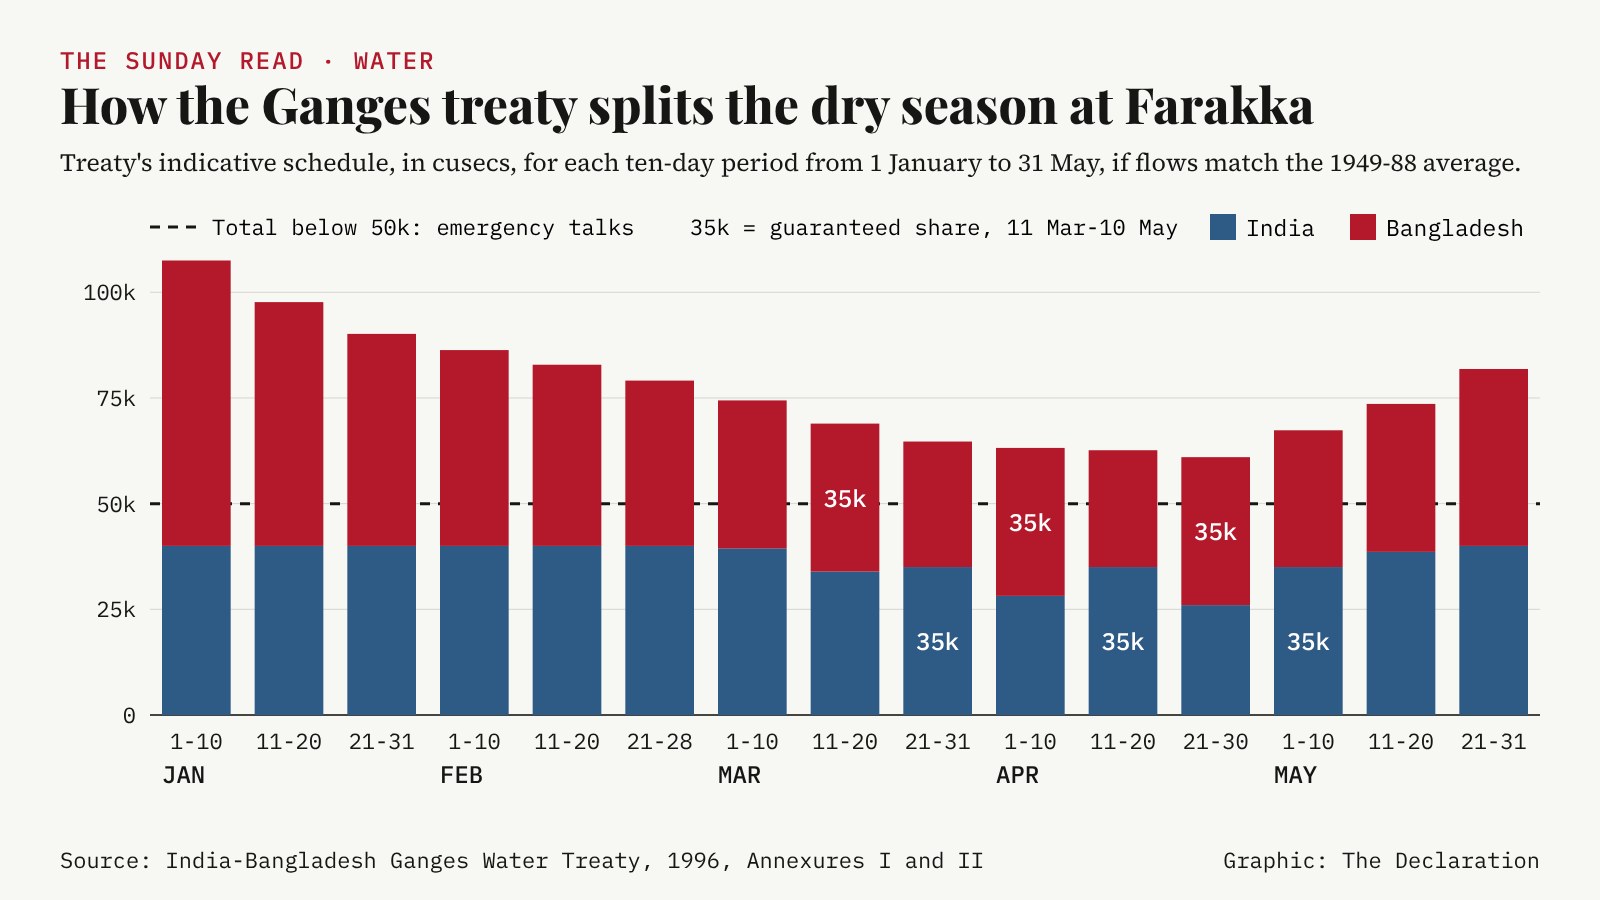 THE SUNDAY READ · WATER
How the Ganges treaty splits the dry season at Farakka
Treaty's indicative schedule, in cusecs, for each ten-day period from 1 January to 31 May, if flows match the 1949-88 average.
Total below 50k: emergency talks 35k = guaranteed share, 11 Mar-10 May India Bangladesh
100k
75k
50k
25k
0
35k
35k
35k
35k
35k
35k
1-10 11-20 21-31 1-10 11-20 21-28 1-10 11-20 21-31 1-10 11-20 21-30 1-10 11-20 21-31
JAN FEB MAR APR MAY
Source: India-Bangladesh Ganges Water Treaty, 1996, Annexures I and II
Graphic: The Declaration